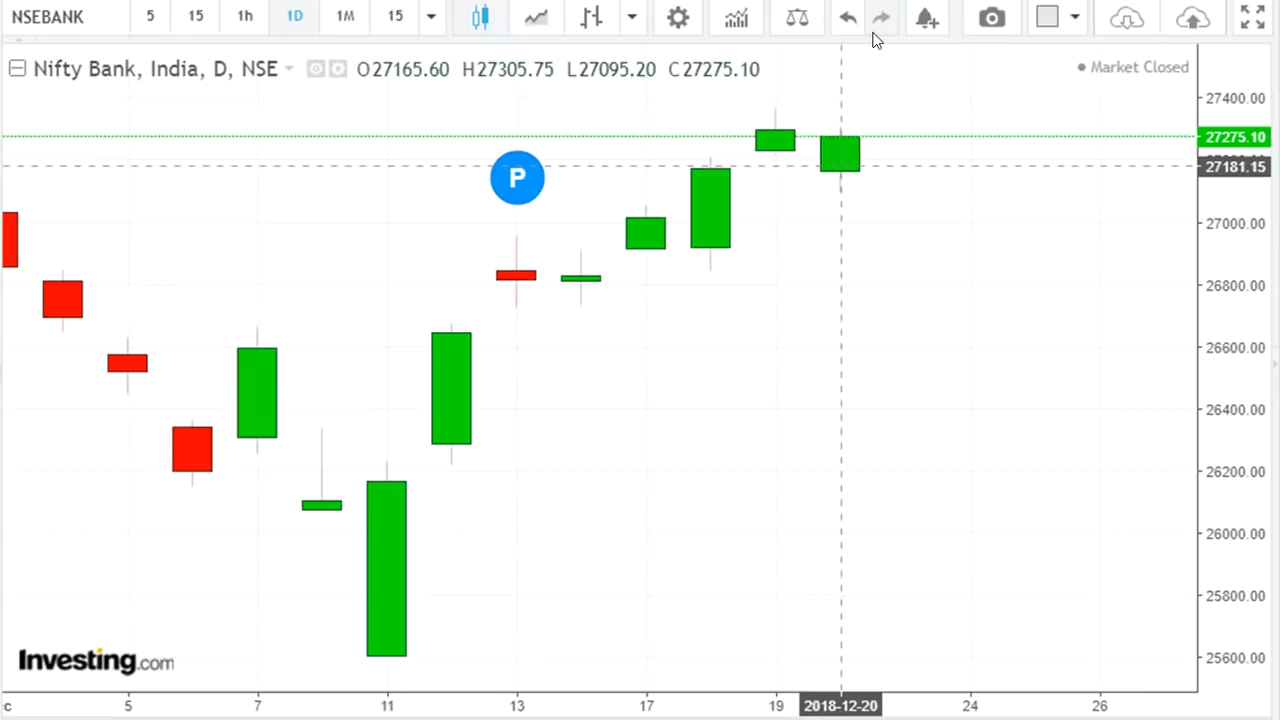 NSEBANK 5 15 1h 1D 1M 15
Nifty Bank, India, D, NSE O27165.60 H27305.75 L27095.20 C27275.10
Market Closed
27400.00
27275.10
27181.15
27000.00
26800.00
26600.00
26400.00
26200.00
26000.00
25800.00
25600.00
P
Investing.com
c 5 7 11 13 17 19 2018-12-20 24 26